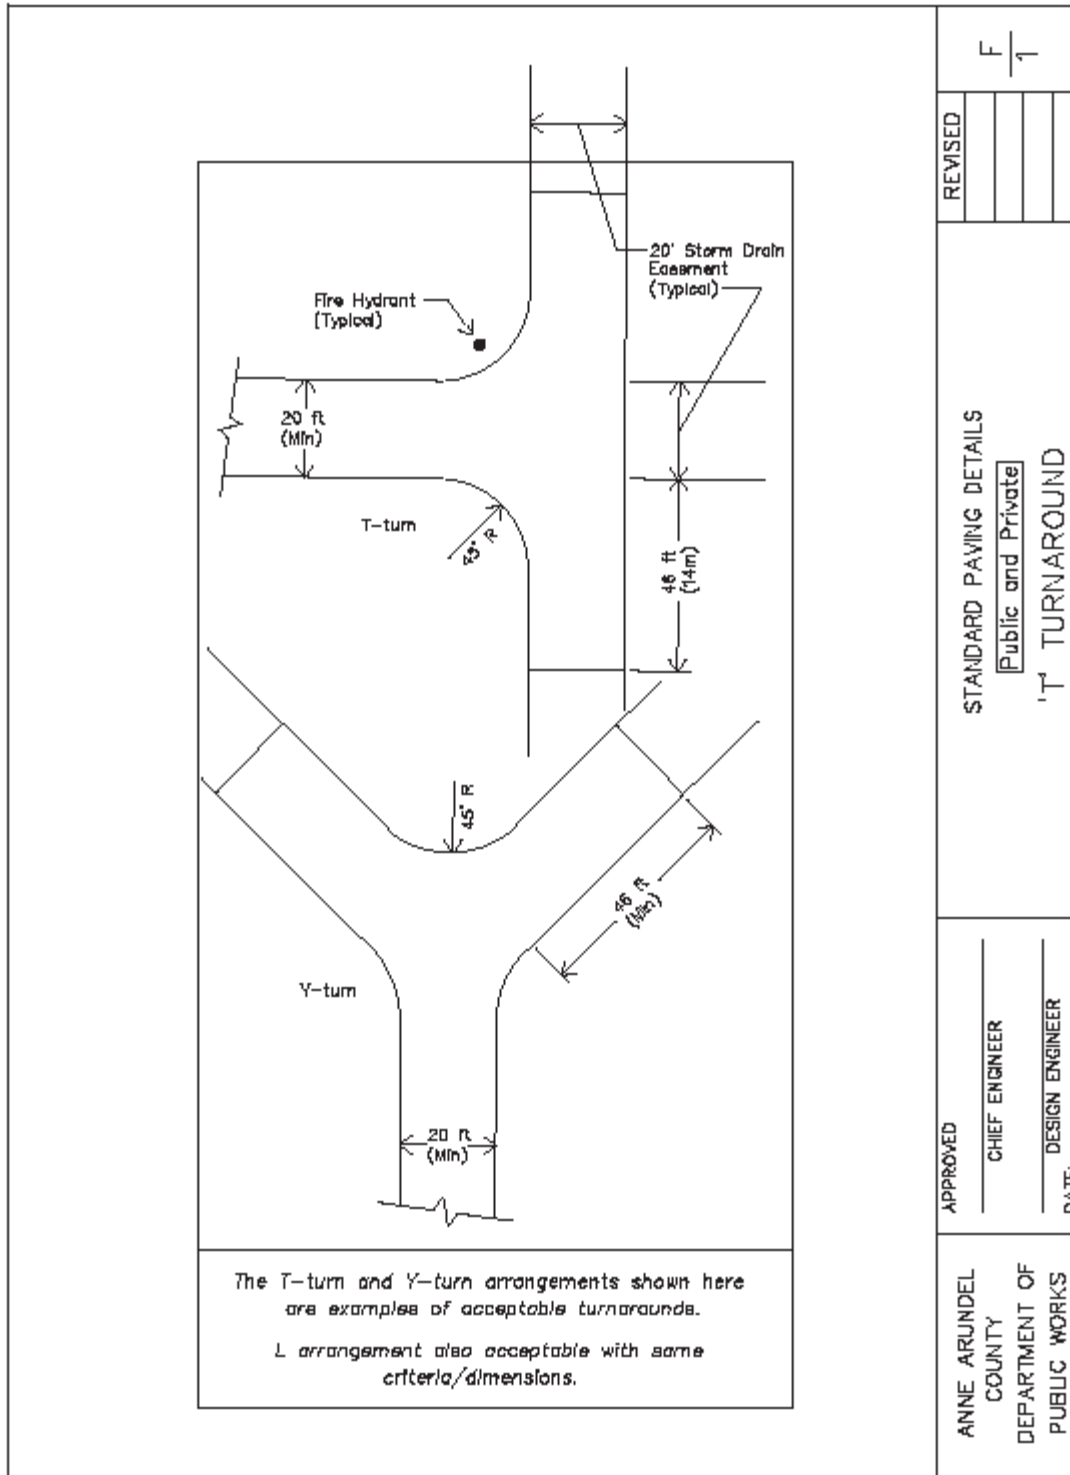 20' Storm Drain
Easement
(Typical)
Fire Hydrant
(Typical)
20 ft
(Min)
T-turn
45' R
46 ft
(14m)
45' R
46 ft
(Min)
Y-turn
20 ft
(Min)
The T-turn and Y-turn arrangements shown here
are examples of acceptable turnarounds.
L arrangement also acceptable with same
criteria/dimensions.
F
1
REVISED
STANDARD PAVING DETAILS
Public and Private
'T' TURNAROUND
APPROVED
CHIEF ENGINEER
DESIGN ENGINEER
DATE:
ANNE ARUNDEL
COUNTY
DEPARTMENT OF
PUBLIC WORKS